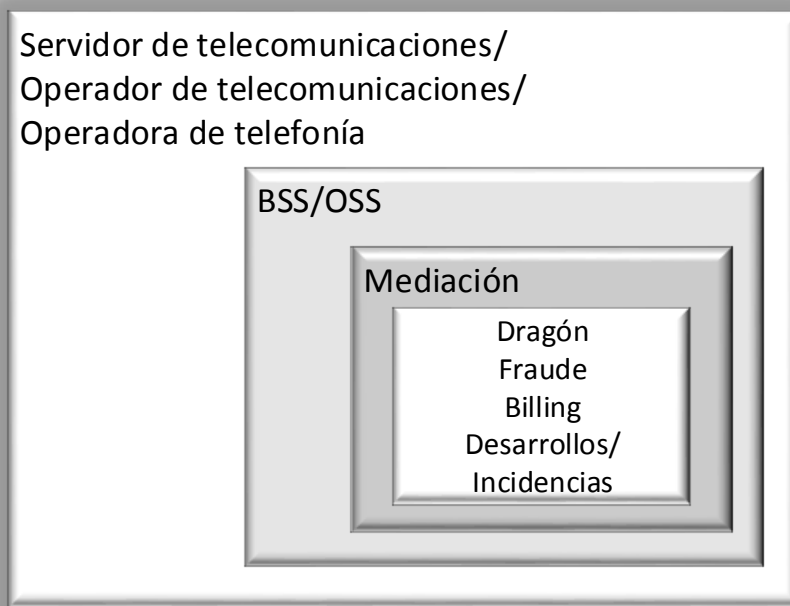 Servidor de telecomunicaciones/
Operador de telecomunicaciones/
Operadora de telefonía
BSS/OSS
Mediación
Dragón
Fraude
Billing
Desarrollos/
Incidencias